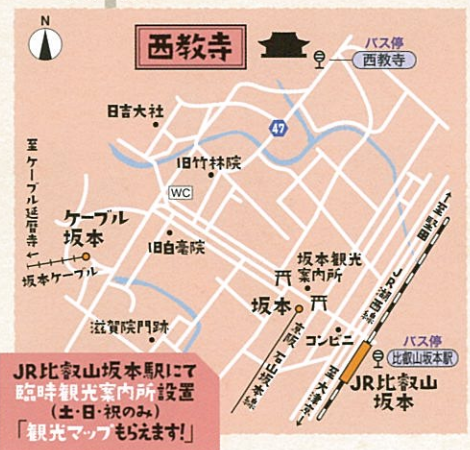 N
西教寺
バス停
西教寺
日吉大社
47
旧竹林院
至ケーブル延暦寺
WC
ケーブル
坂本
坂本ケーブル
旧白毫院
至堅田
JR湖西線
坂本観光
案内所
坂本
滋賀院門跡
京阪 石山坂本線
コンビニ
バス停
比叡山坂本駅
JR比叡山
坂本
至大津京
JR比叡山坂本駅にて
臨時観光案内所設置
(土・日・祝のみ)
「観光マップもらえます!」